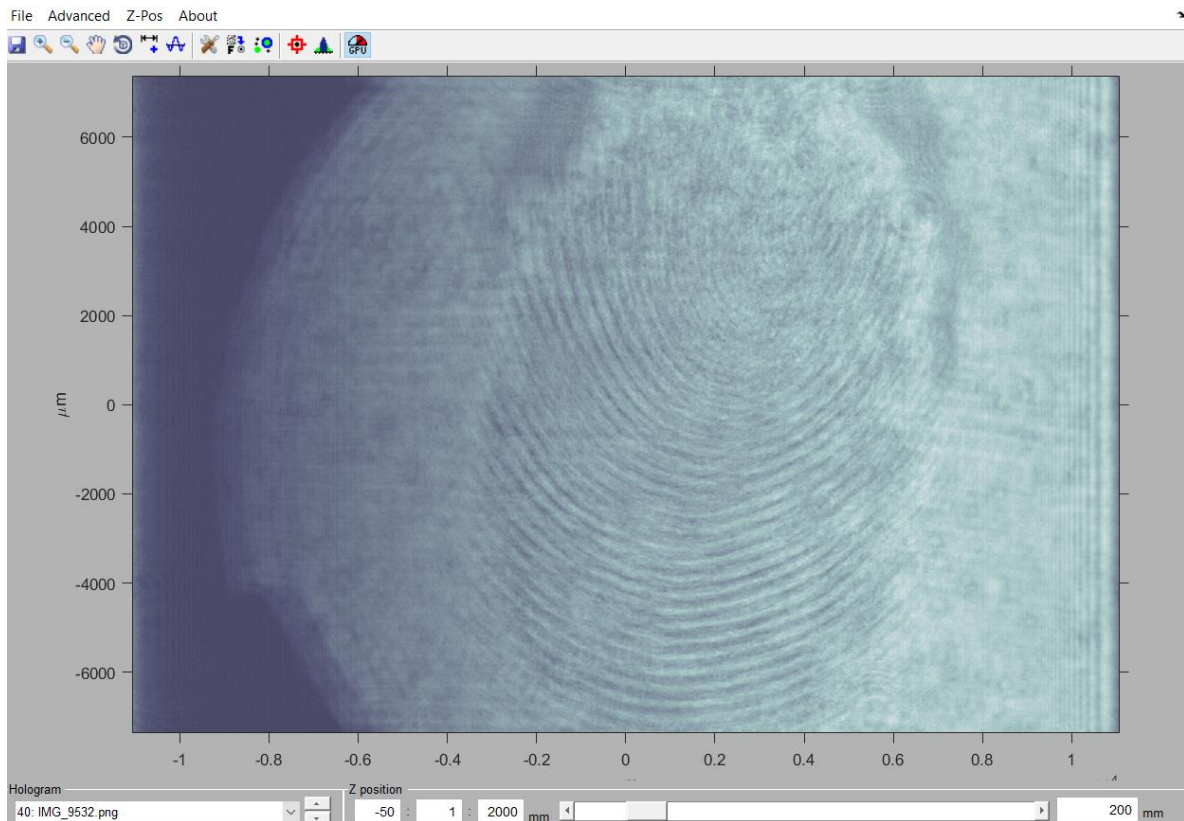 File Advanced Z-Pos About
GPU
6000
4000
2000
0
-2000
-4000
-6000
μm
-1 -0.8 -0.6 -0.4 -0.2 0 0.2 0.4 0.6 0.8 1
Hologram
40: IMG_9532.png
Z position
-50 : 1 : 2000 mm
200 mm